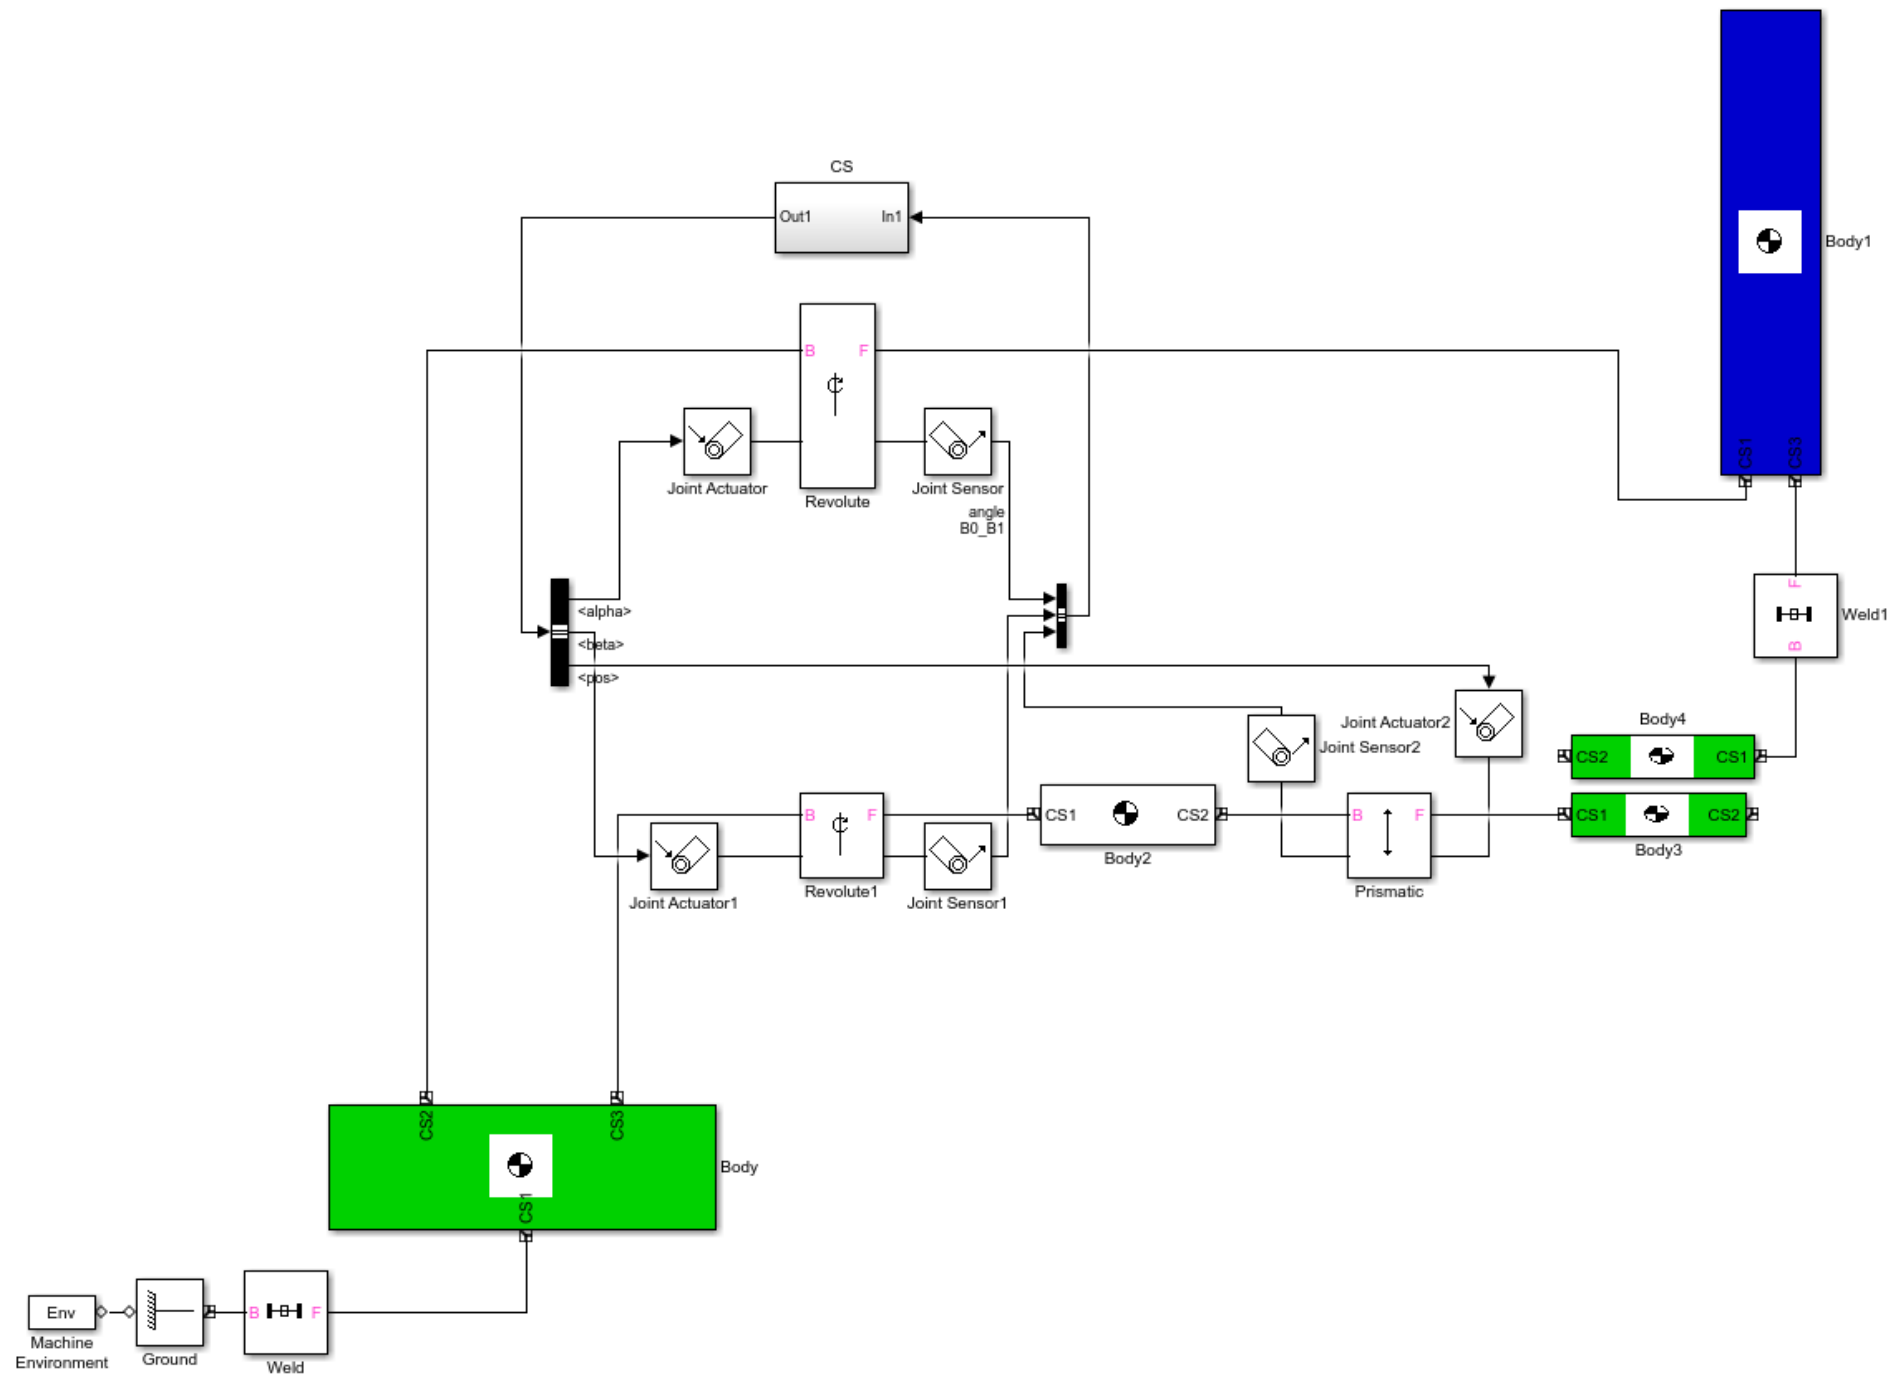 CS
Out1 In1
Body1
B F
Joint Actuator
Revolute
Joint Sensor
angle
B0_B1
CS1
CS3
<alpha>
<beta>
<pos>
F
Weld1
B
Joint Actuator2
Joint Sensor2
Body4
CS2 CS1
B F
CS1 CS2
Body2
B F
Prismatic
CS1 CS2
Body3
Joint Actuator1
Revolute1
Joint Sensor1
CS2
CS3
Body
CS1
Env
Machine
Environment
Ground
B F
Weld